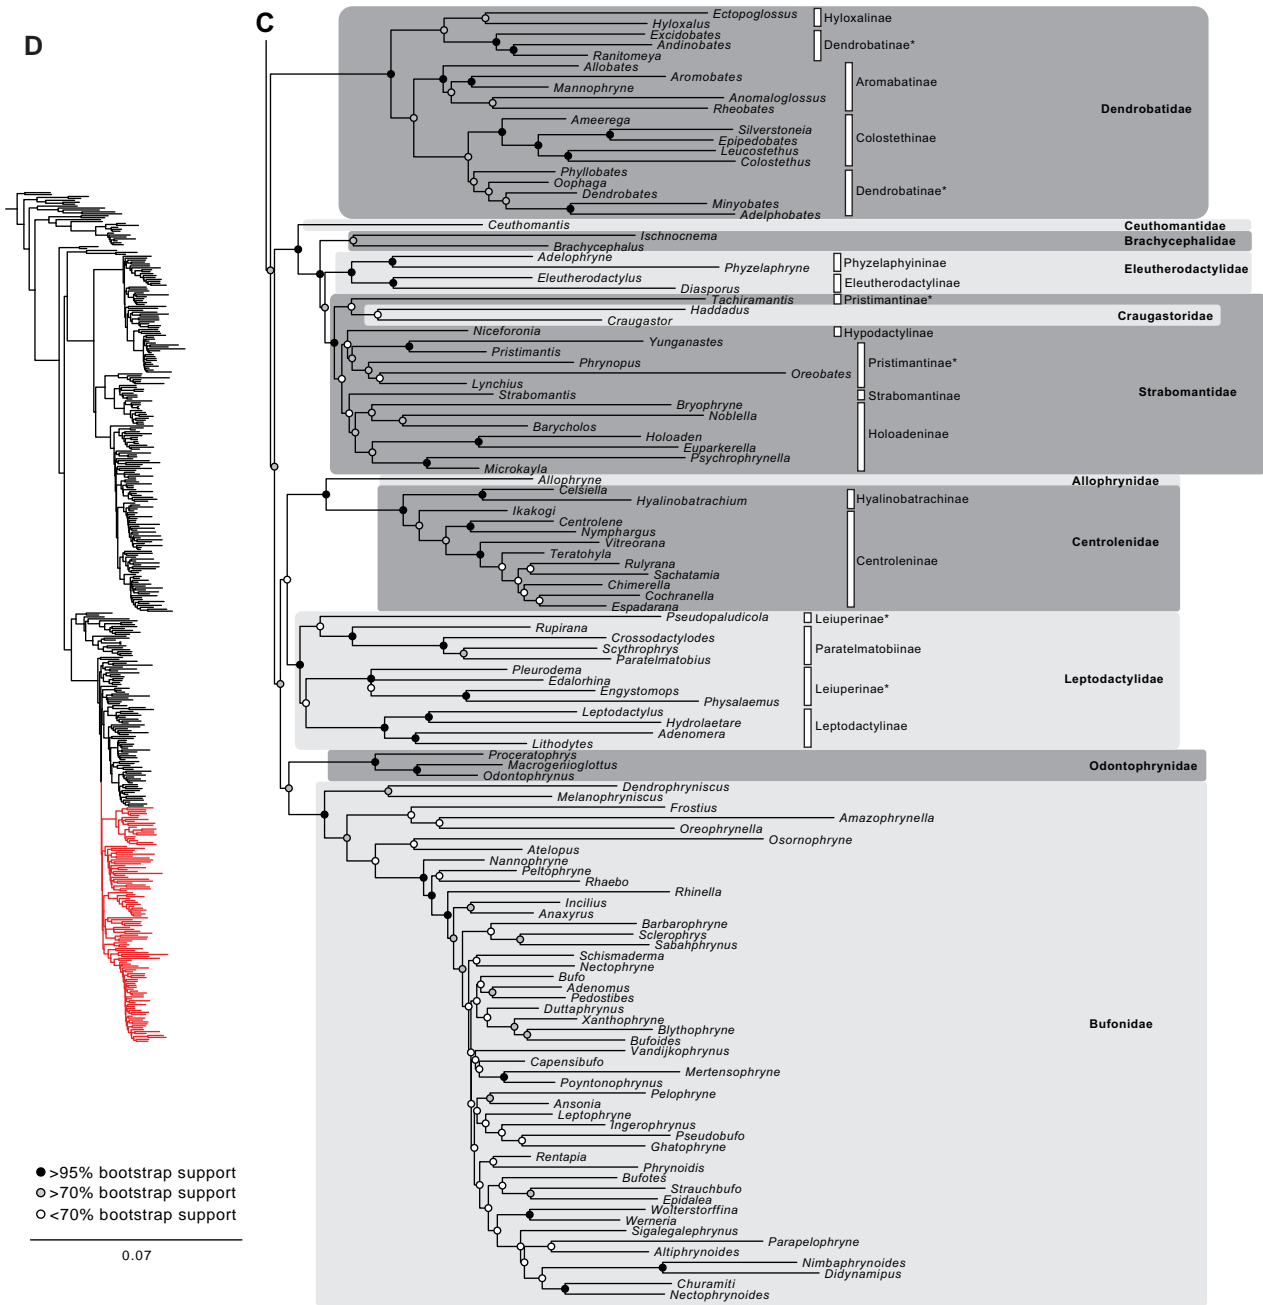 C
D
Ectopoglossus
Hyloxalus
Hyloxalinae
Excidobates
Andinobates
Dendrobatinae*
Ranitomeya
Allobates
Aromobates
Aromabatinae
Mannophryne
Anomaloglossus
Rheobates
Dendrobatidae
Ameerega
Silverstoneia
Colostethinae
Epipedobates
Leucostethus
Colostethus
Phyllobates
Oophaga
Dendrobatinae*
Dendrobates
Minyobates
Adelphobates
Ceuthomantis
Ceuthomantidae
Ischnocnema
Brachycephalidae
Brachycephalus
Adelophryne
Phyzelaphyininae
Phyzelaphryne
Eleutherodactylidae
Eleutherodactylus
Eleutherodactylinae
Diasporus
Tachiramantis
Pristimantinae*
Haddadus
Craugastoridae
Craugastor
Niceforonia
Hypodactylinae
Yunganastes
Pristimantis
Phrynopus
Pristimantinae*
Oreobates
Lynchius
Strabomantidae
Strabomantis
Strabomantinae
Bryophryne
Noblella
Barycholos
Holoadeninae
Holoaden
Euparkerella
Psychrophrynella
Microkayla
Allophryne
Allophrynidae
Celsiella
Hyalinobatrachium
Hyalinobatrachinae
Ikakogi
Centrolene
Nymphargus
Vitreorana
Centrolenidae
Teratohyla
Centroleninae
Rulyrana
Sachatamia
Chimerella
Cochranella
Espadarana
Pseudopaludicola
Leiuperinae*
Rupirana
Crossodactylodes
Scythrophrys
Paratelmatobiinae
Paratelmatobius
Pleurodema
Leptodactylidae
Edalorhina
Leiuperinae*
Engystomops
Physalaemus
Leptodactylus
Hydrolaetare
Leptodactylinae
Adenomera
Lithodytes
Proceratophrys
Macrogenioglottus
Odontophrynidae
Odontophrynus
Dendrophryniscus
Melanophryniscus
Frostius
Amazophrynella
Oreophrynella
Osornophryne
Atelopus
Nannophryne
Peltophryne
Rhaebo
Rhinella
Incilius
Anaxyrus
Barbarophryne
Sclerophrys
Sabahphrynus
Schismaderma
Nectophryne
Bufo
Adenomus
Pedostibes
Duttaphrynus
Xanthophryne
Bufonidae
Blythophryne
Bufoides
Vandijkophrynus
Capensibufo
Mertensophryne
Poyntonophrynus
Pelophryne
Ansonia
Leptophryne
Ingerophrynus
Pseudobufo
Ghatophryne
Rentapia
Phrynoidis
Bufotes
Strauchbufo
Epidalea
Wolterstorffina
Werneria
Sigalegalephrynus
Parapelophryne
Altiphrynoides
Nimbaphrynoides
Didynamipus
Churamiti
Nectophrynoides
>95% bootstrap support
>70% bootstrap support
<70% bootstrap support
0.07